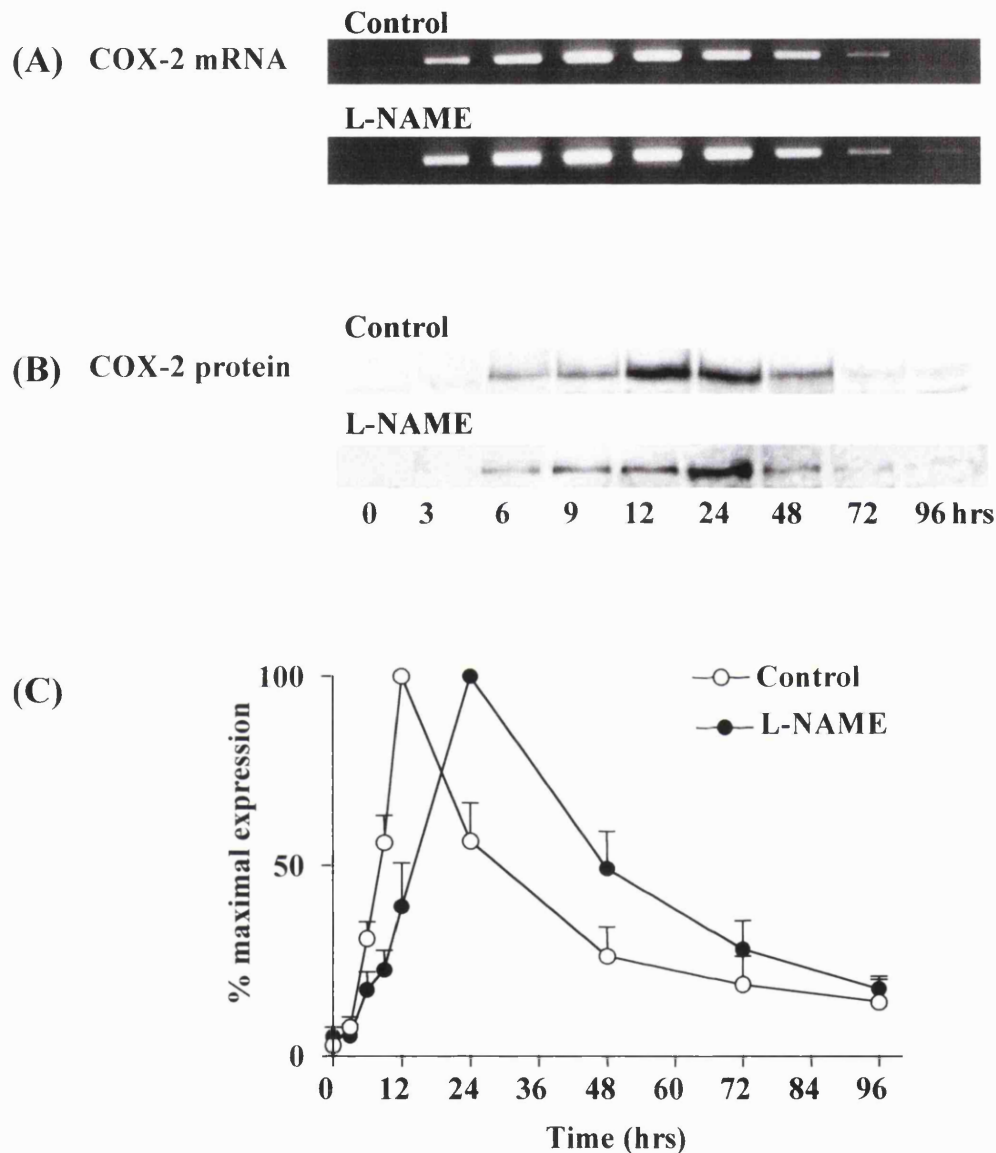 Control
(A) COX-2 mRNA
L-NAME
Control
(B) COX-2 protein
L-NAME
0 3 6 9 12 24 48 72 96 hrs
(C)
100
50
0
% maximal expression
Control
L-NAME
0 12 24 36 48 60 72 84 96
Time (hrs)